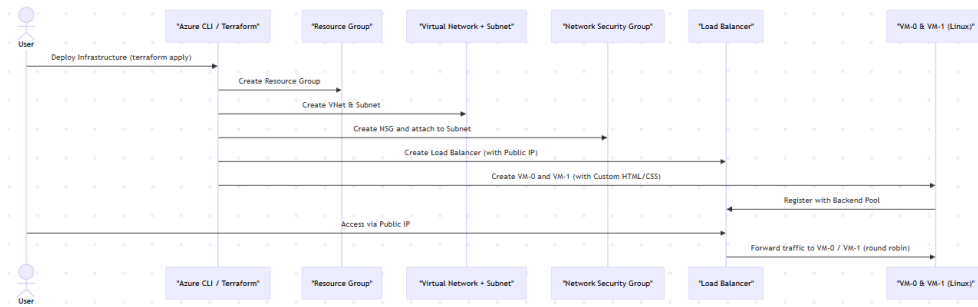 "Azure CLI / Terraform"
"Resource Group"
"Virtual Network + Subnet"
"Network Security Group"
"Load Balancer"
"VM-0 & VM-1 (Linux)"
User
Deploy Infrastructure (terraform apply)
Create Resource Group
Create VNet & Subnet
Create NSG and attach to Subnet
Create Load Balancer (with Public IP)
Create VM-0 and VM-1 (with Custom HTML/CSS)
Register with Backend Pool
Access via Public IP
Forward traffic to VM-0 / VM-1 (round robin)
"Azure CLI / Terraform"
"Resource Group"
"Virtual Network + Subnet"
"Network Security Group"
"Load Balancer"
"VM-0 & VM-1 (Linux)"
User